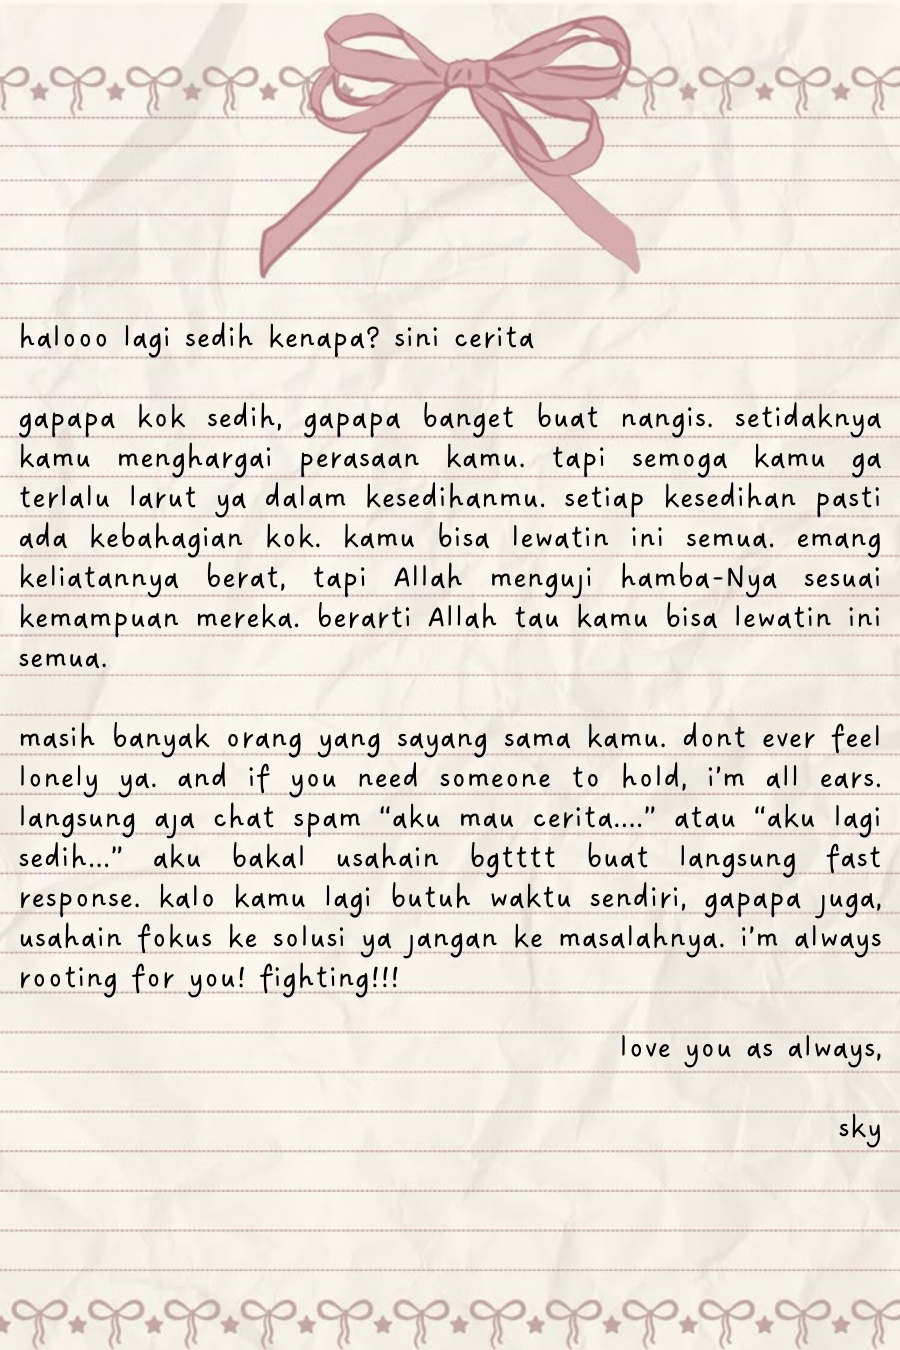 halooo lagi sedih kenapa? sini cerita
gapapa kok sedih, gapapa banget buat nangis. setidaknya
kamu menghargai perasaan kamu. tapi semoga kamu ga
terlalu larut ya dalam kesedihanmu. setiap kesedihan pasti
ada kebahagian kok. kamu bisa lewatin ini semua. emang
keliatannya berat, tapi Allah menguji hamba-Nya sesuai
kemampuan mereka. berarti Allah tau kamu bisa lewatin ini
semua.
masih banyak orang yang sayang sama kamu. dont ever feel
lonely ya. and if you need someone to hold, i'm all ears.
langsung aja chat spam "aku mau cerita...." atau "aku lagi
sedih..." aku bakal usahain bgtttt buat langsung fast
response. kalo kamu lagi butuh waktu sendiri, gapapa juga,
usahain fokus ke solusi ya jangan ke masalahnya. i'm always
rooting for you! fighting!!!
love you as always,
sky